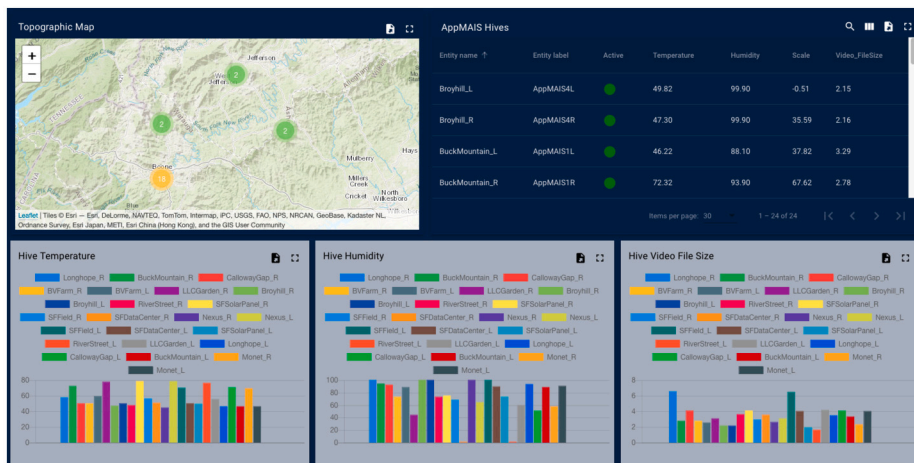 Topographic Map
+
−
Jefferson
West
Jefferson
TENNESSEE
South Fork New River
2
2
2
18
Boone
Mulberry
Hays
Millers
Creek
Cricket
North
Wilkesboro
Leaflet | Tiles © Esri — Esri, DeLorme, NAVTEQ, TomTom, Intermap, iPC, USGS, FAO, NPS, NRCAN, GeoBase, Kadaster NL,
Ordnance Survey, Esri Japan, METI, Esri China (Hong Kong), and the GIS User Community
AppMAIS Hives
Entity name ↑ Entity label Active Temperature Humidity Scale Video_FileSize
Broyhill_L AppMAIS4L 49.82 99.90 -0.51 2.15
Broyhill_R AppMAIS4R 47.30 99.90 35.59 2.16
BuckMountain_L AppMAIS1L 46.22 88.10 37.82 3.29
BuckMountain_R AppMAIS1R 72.32 93.90 67.62 2.78
Items per page: 30 1 – 24 of 24 |< < > >|
Hive Temperature
Longhope_R BuckMountain_R CallowayGap_R
BVFarm_R BVFarm_L LLCGarden_R Broyhill_R
Broyhill_L RiverStreet_R SFSolarPanel_R
SFField_R SFDataCenter_R Nexus_R Nexus_L
SFField_L SFDataCenter_L SFSolarPanel_L
RiverStreet_L LLCGarden_L Longhope_L
CallowayGap_L BuckMountain_L Monet_R
Monet_L
80
60
40
20
0
Hive Humidity
Longhope_R BuckMountain_R CallowayGap_R
BVFarm_R BVFarm_L LLCGarden_R Broyhill_R
Broyhill_L RiverStreet_R SFSolarPanel_R
SFField_R SFDataCenter_R Nexus_R Nexus_L
SFField_L SFDataCenter_L SFSolarPanel_L
RiverStreet_L LLCGarden_L Longhope_L
CallowayGap_L BuckMountain_L Monet_R
Monet_L
100
80
60
40
20
0
Hive Video File Size
Longhope_R BuckMountain_R CallowayGap_R
BVFarm_R BVFarm_L LLCGarden_R Broyhill_R
Broyhill_L RiverStreet_R SFSolarPanel_R
SFField_R SFDataCenter_R Nexus_R Nexus_L
SFField_L SFDataCenter_L SFSolarPanel_L
RiverStreet_L LLCGarden_L Longhope_L
CallowayGap_L BuckMountain_L Monet_R
Monet_L
8
6
4
2
0